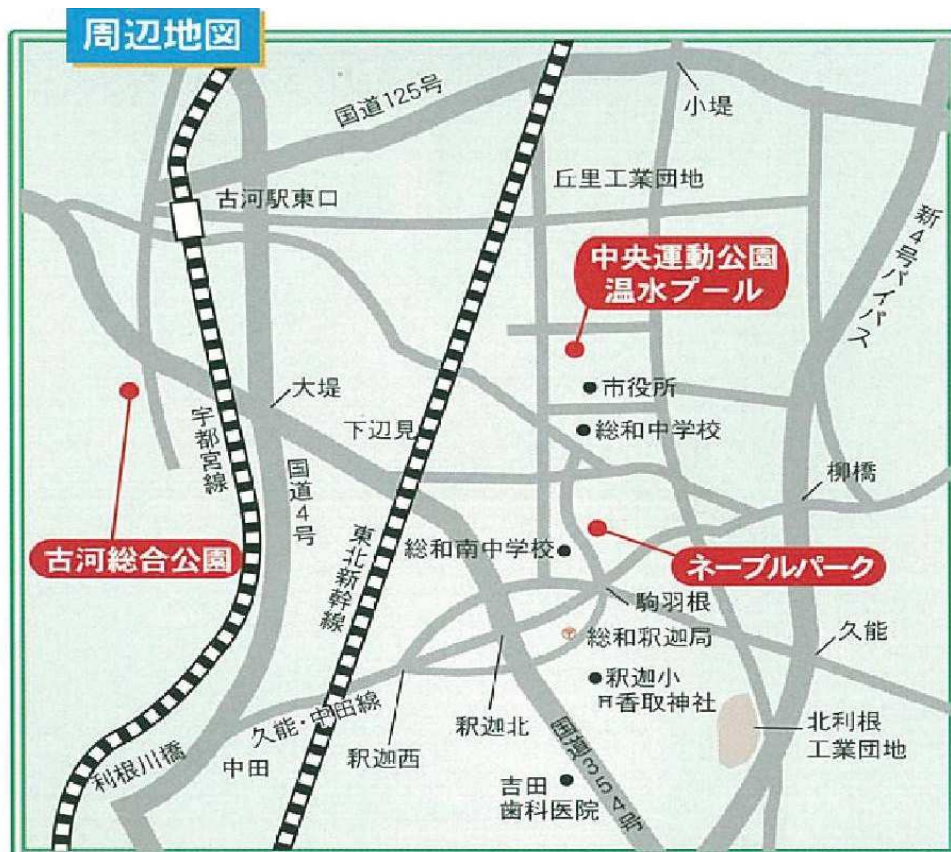 周辺地図
国道125号
小堤
古河駅東口
丘里工業団地
新4号バイパス
中央運動公園
温水プール
大堤
市役所
下辺見
総和中学校
宇都宮線
国道4号
柳橋
東北新幹線
古河総合公園
総和南中学校
ネーブルパーク
駒羽根
総和釈迦局
久能
釈迦小
香取神社
久能・中田線
釈迦西
釈迦北
国道354号
北利根
工業団地
利根川橋
中田
吉田
歯科医院